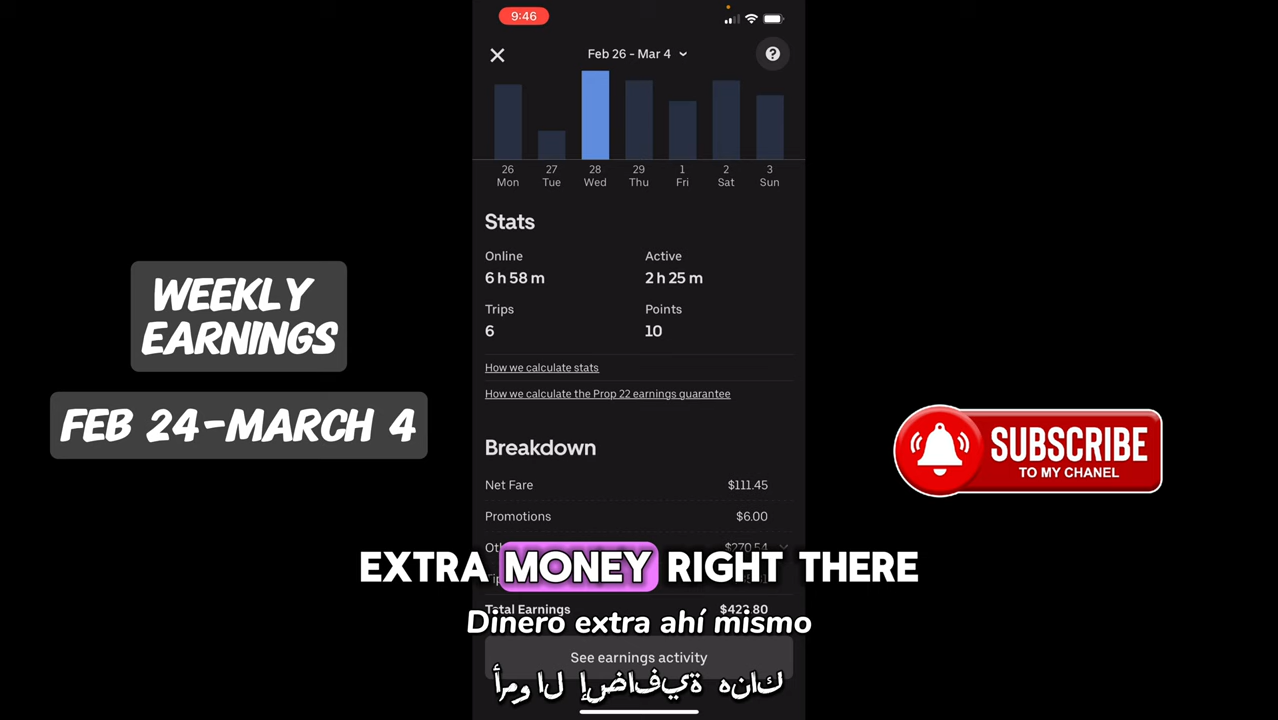 9:46
Feb 26 - Mar 4
?
26 27 28 29 1 2 3
Mon Tue Wed Thu Fri Sat Sun
Stats
Online Active
6 h 58 m 2 h 25 m
Trips Points
6 10
How we calculate stats
How we calculate the Prop 22 earnings guarantee
Breakdown
Net Fare $111.45
Promotions $6.00
$270.54
EXTRA MONEY RIGHT THERE
Total Earnings
Dinero extra ahí mismo
See earnings activity
WEEKLY
EARNINGS
FEB 24-MARCH 4
SUBSCRIBE
TO MY CHANEL